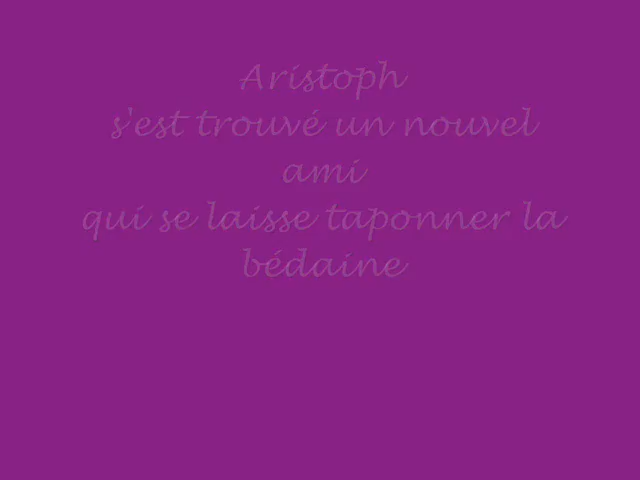 Aristoph
s'est trouvé un nouvel
ami
qui se laisse taponner la
bédaine